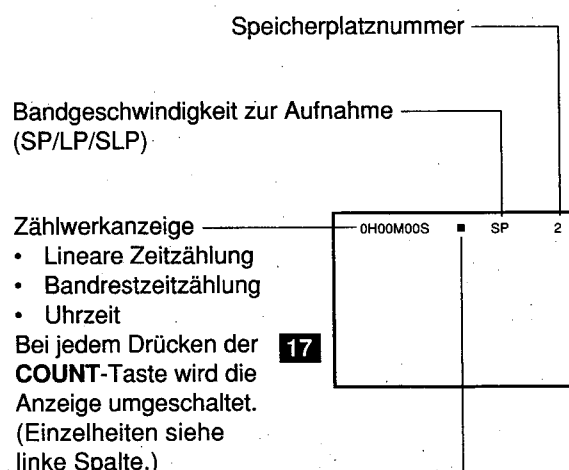 Speicherplatznummer
Bandgeschwindigkeit zur Aufnahme
(SP/LP/SLP)
Zählwerkanzeige
0H00M00S ■ SP 2
• Lineare Zeitzählung
• Bandrestzeitzählung
• Uhrzeit
Bei jedem Drücken der
17
COUNT-Taste wird die
Anzeige umgeschaltet.
(Einzelheiten siehe
linke Spalte.)